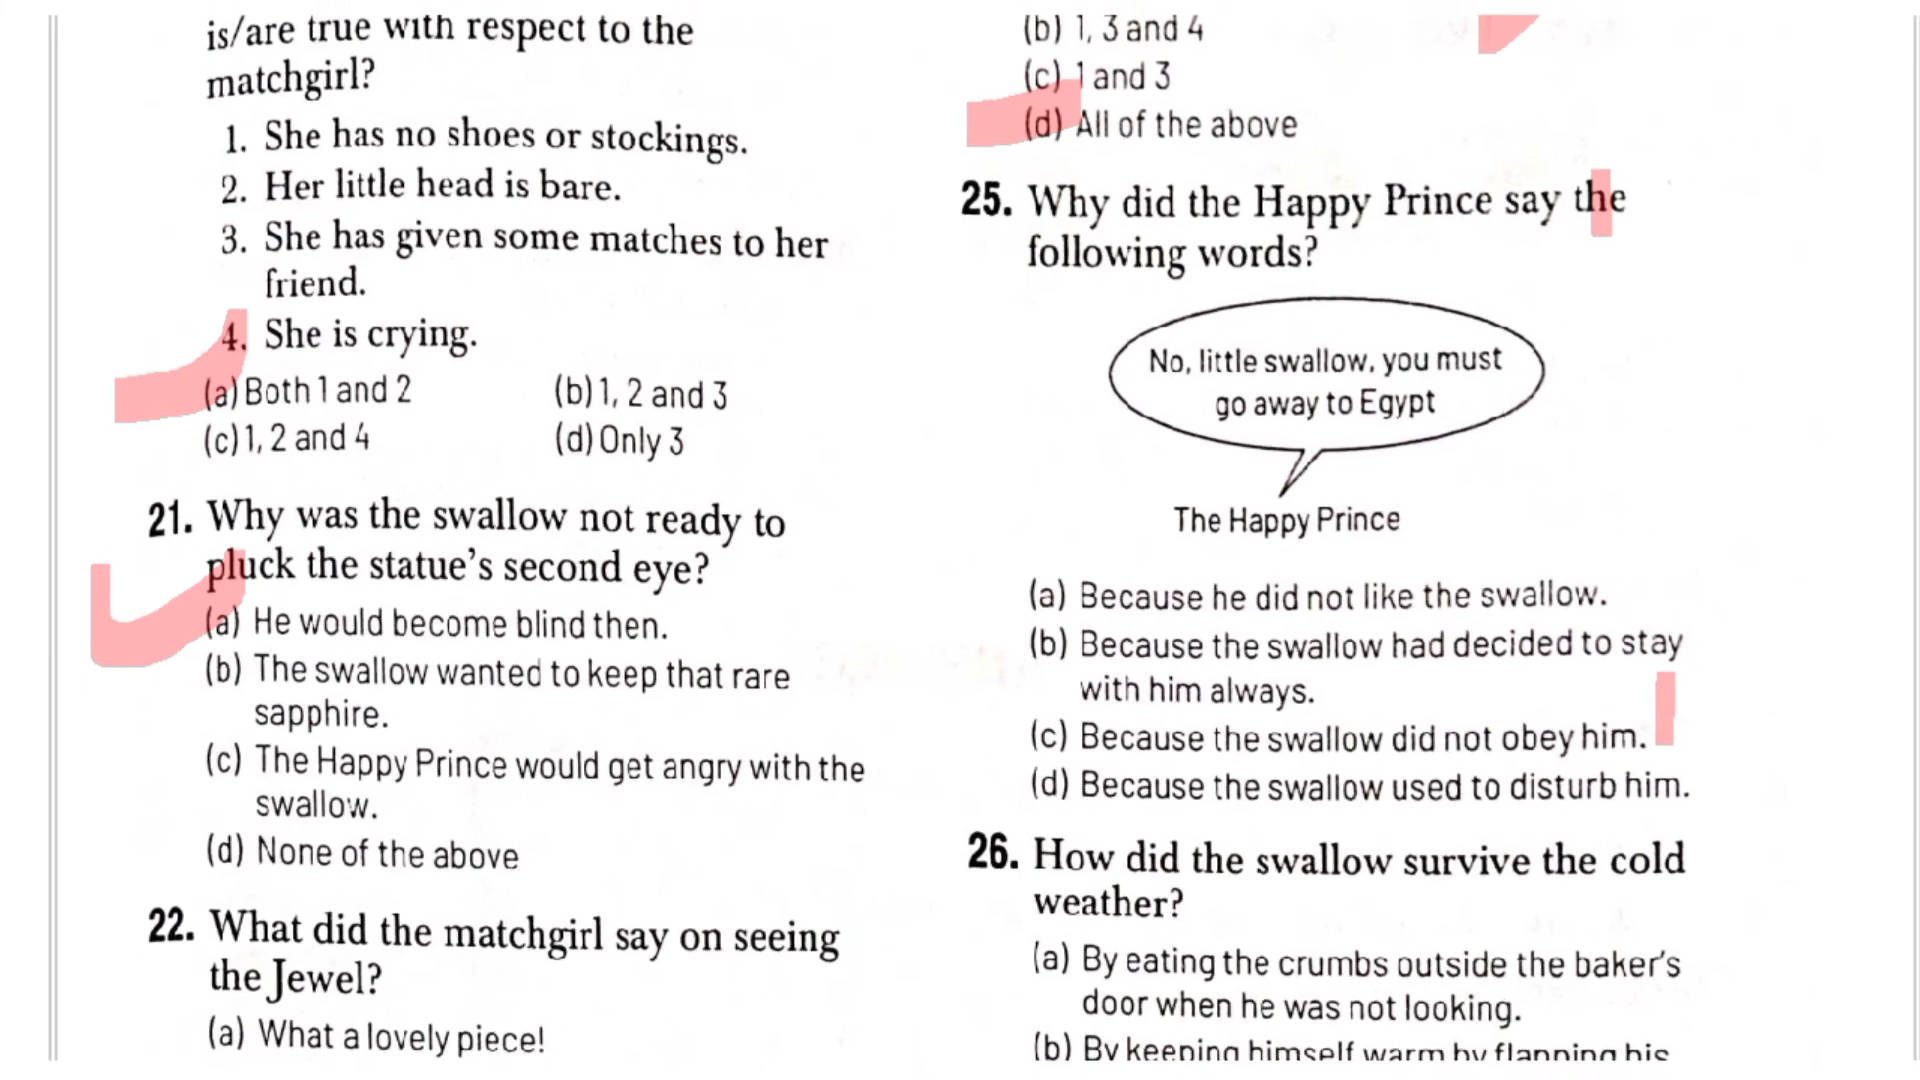 is/are true with respect to the
matchgirl?
1. She has no shoes or stockings.
2. Her little head is bare.
3. She has given some matches to her
friend.
4. She is crying.
(a) Both 1 and 2 (b) 1, 2 and 3
(c) 1, 2 and 4 (d) Only 3
21. Why was the swallow not ready to
pluck the statue's second eye?
(a) He would become blind then.
(b) The swallow wanted to keep that rare
sapphire.
(c) The Happy Prince would get angry with the
swallow.
(d) None of the above
22. What did the matchgirl say on seeing
the Jewel?
(a) What a lovely piece!
(b) 1, 3 and 4
(c) 1 and 3
(d) All of the above
25. Why did the Happy Prince say the
following words?
No, little swallow, you must
go away to Egypt
The Happy Prince
(a) Because he did not like the swallow.
(b) Because the swallow had decided to stay
with him always.
(c) Because the swallow did not obey him.
(d) Because the swallow used to disturb him.
26. How did the swallow survive the cold
weather?
(a) By eating the crumbs outside the baker's
door when he was not looking.
(b) By keeping himself warm by flapping his